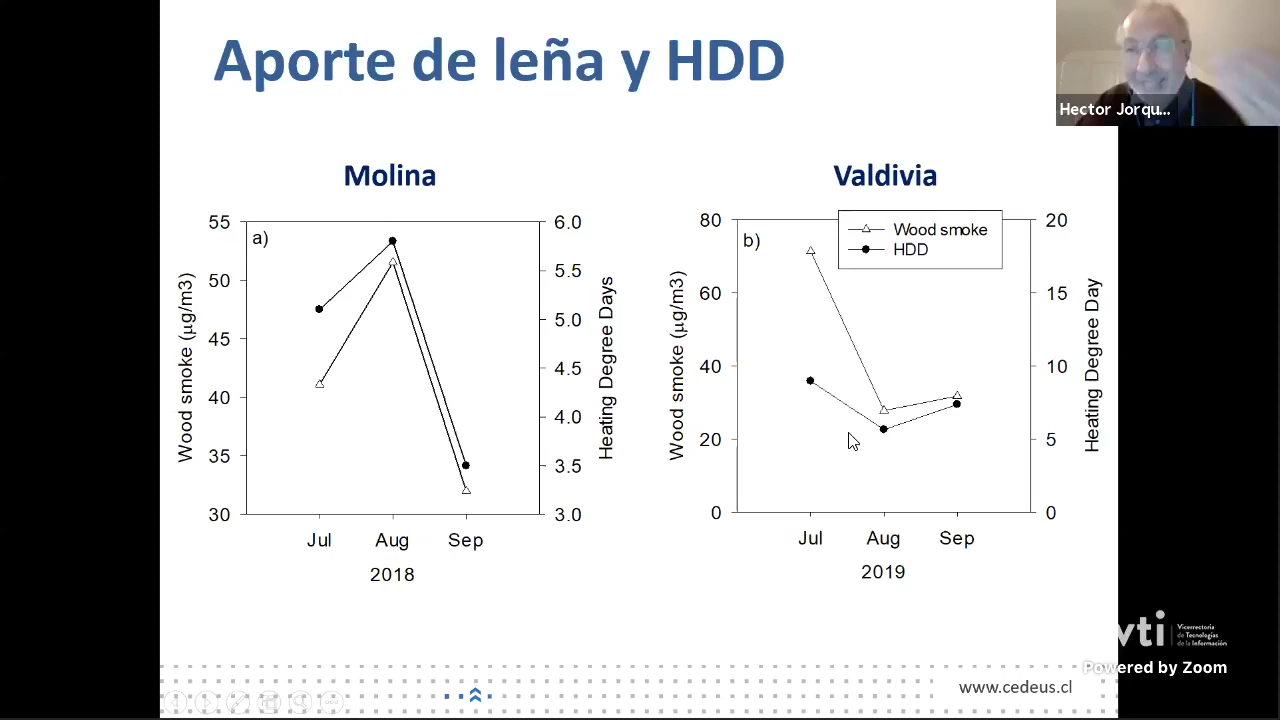 Aporte de leña y HDD
Hector Jorqu...
Molina
Valdivia
a)
Wood smoke (μg/m3)
55
50
45
40
35
30
6.0
5.5
5.0
4.5
4.0
3.5
3.0
Heating Degree Days
Jul Aug Sep
2018
b)
Wood smoke
HDD
Wood smoke (μg/m3)
80
60
40
20
0
20
15
10
5
0
Heating Degree Day
Jul Aug Sep
2019
vti
Vicerrectoría
de Tecnologías
de la Información
Powered by Zoom
www.cedeus.cl